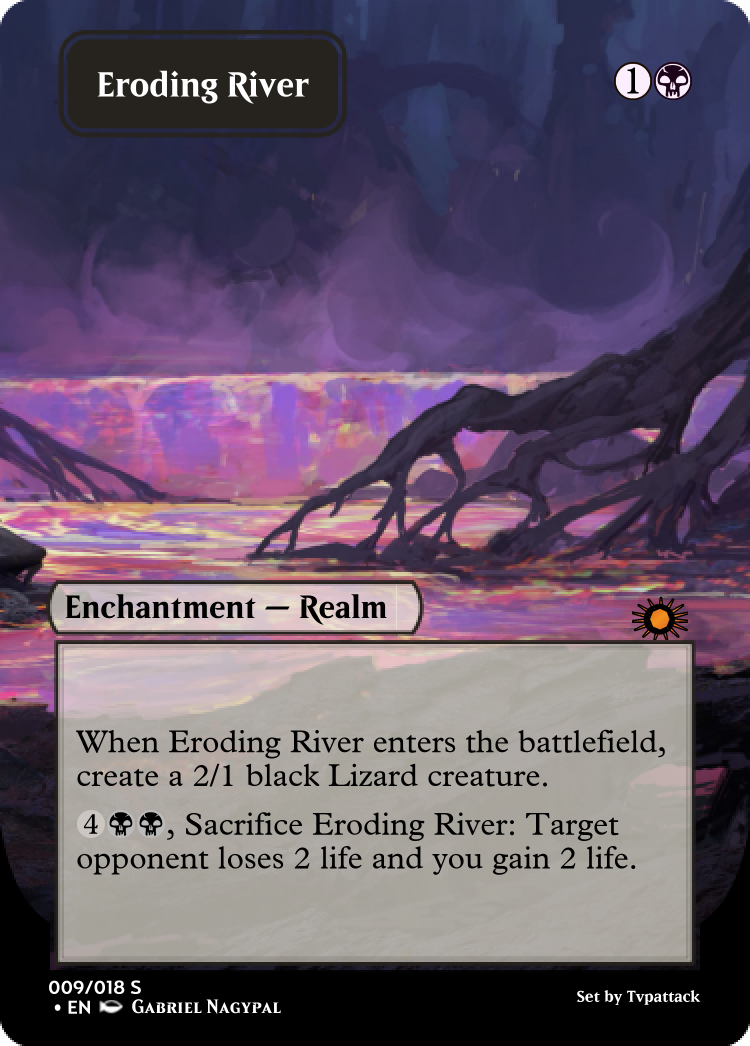 Eroding River
1
Enchantment — Realm
When Eroding River enters the battlefield,
create a 2/1 black Lizard creature.
4, Sacrifice Eroding River: Target
opponent loses 2 life and you gain 2 life.
009/018 S
• EN Gabriel Nagypal
Set by Tvpattack